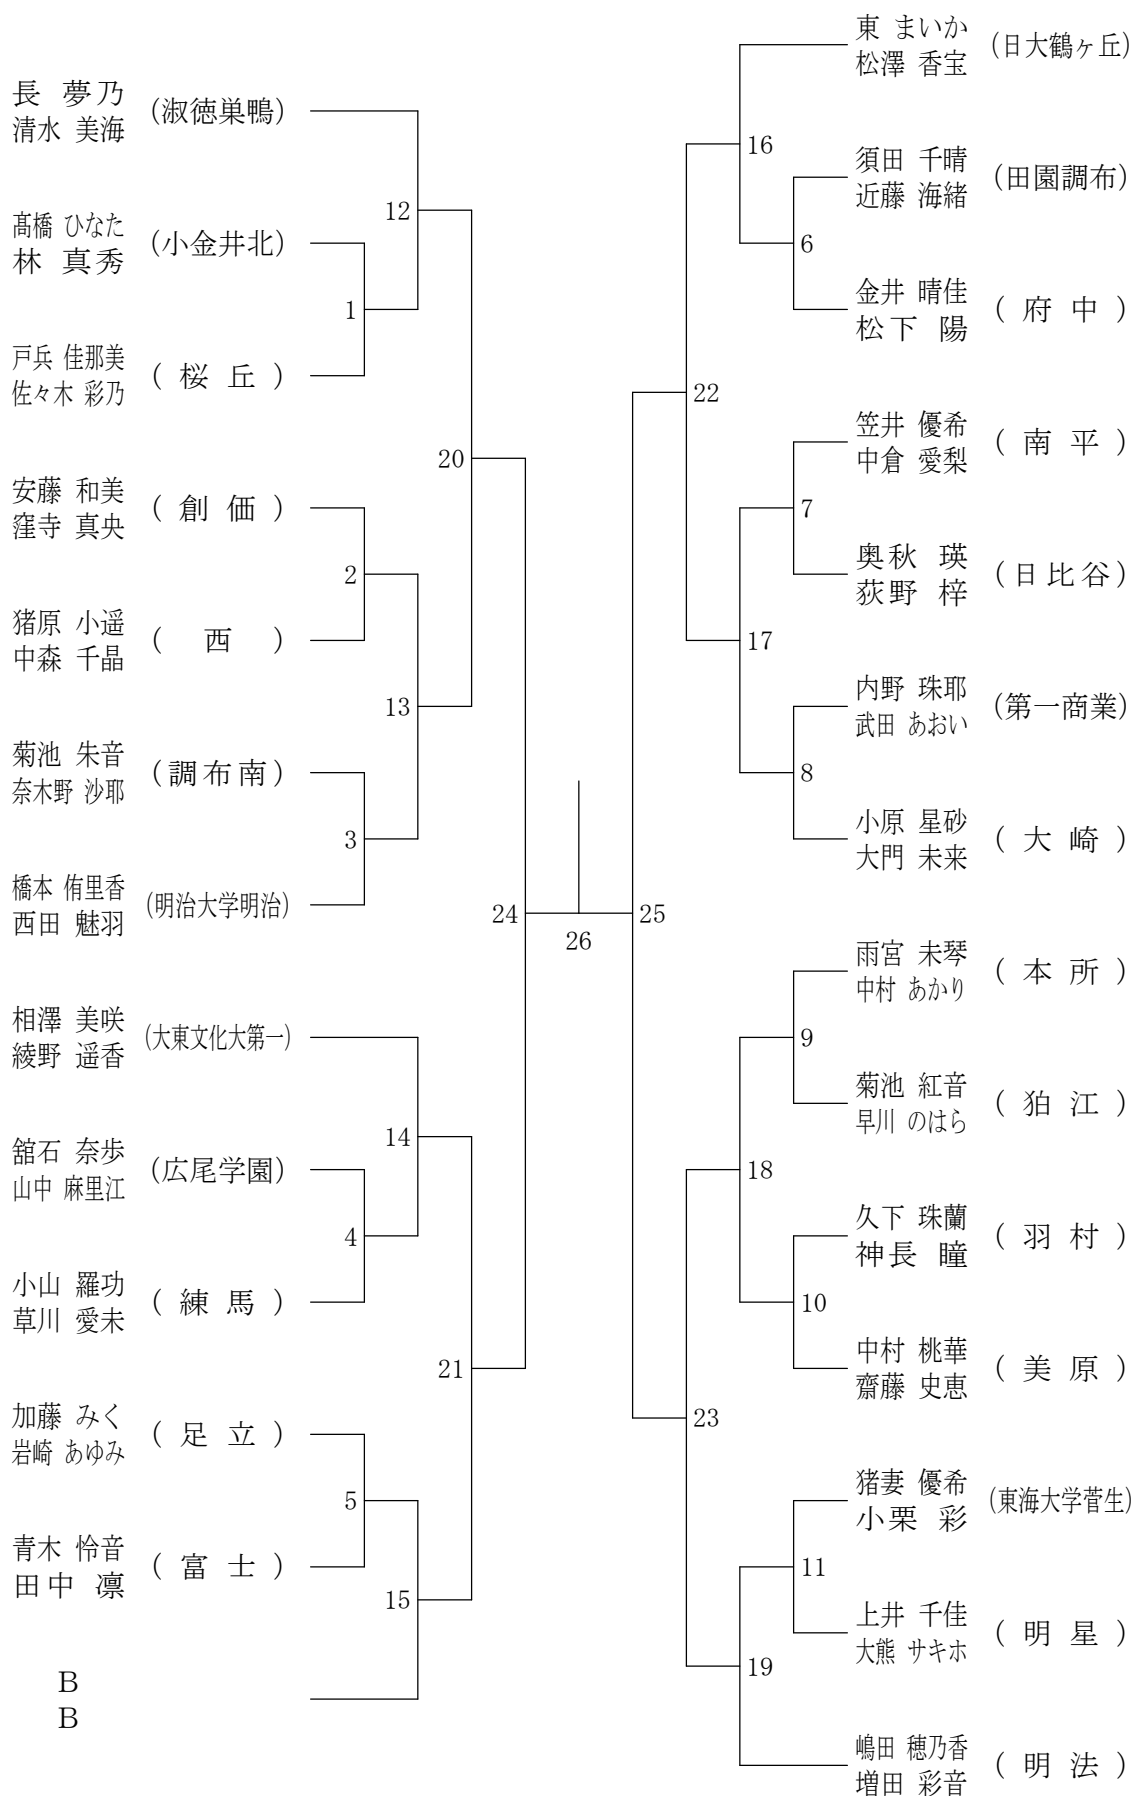 長 夢乃
清水 美海
(淑徳巣鴨)
髙橋 ひなた
林 真秀
(小金井北)
戸兵 佳那美
佐々木 彩乃
( 桜 丘 )
安藤 和美
窪寺 真央
( 創 価 )
猪原 小遥
中森 千晶
( 西 )
菊池 朱音
奈木野 沙耶
(調布南)
橋本 侑里香
西田 魅羽
(明治大学明治)
相澤 美咲
綾野 遥香
(大東文化大第一)
舘石 奈歩
山中 麻里江
(広尾学園)
小山 羅功
草川 愛未
( 練 馬 )
加藤 みく
岩崎 あゆみ
( 足 立 )
青木 怜音
田中 凛
( 富 士 )
B
B
1
2
3
4
5
12
13
14
15
20
21
24
26
25
22
23
16
17
18
19
6
7
8
9
10
11
東 まいか
松澤 香宝
(日大鶴ヶ丘)
須田 千晴
近藤 海緒
(田園調布)
金井 晴佳
松下 陽
( 府 中 )
笠井 優希
中倉 愛梨
( 南 平 )
奥秋 瑛
荻野 梓
(日比谷)
内野 珠耶
武田 あおい
(第一商業)
小原 星砂
大門 未来
( 大 崎 )
雨宮 未琴
中村 あかり
( 本 所 )
菊池 紅音
早川 のはら
( 狛 江 )
久下 珠蘭
神長 瞳
( 羽 村 )
中村 桃華
齋藤 史恵
( 美 原 )
猪妻 優希
小栗 彩
(東海大学菅生)
上井 千佳
大熊 サキホ
( 明 星 )
嶋田 穂乃香
増田 彩音
( 明 法 )